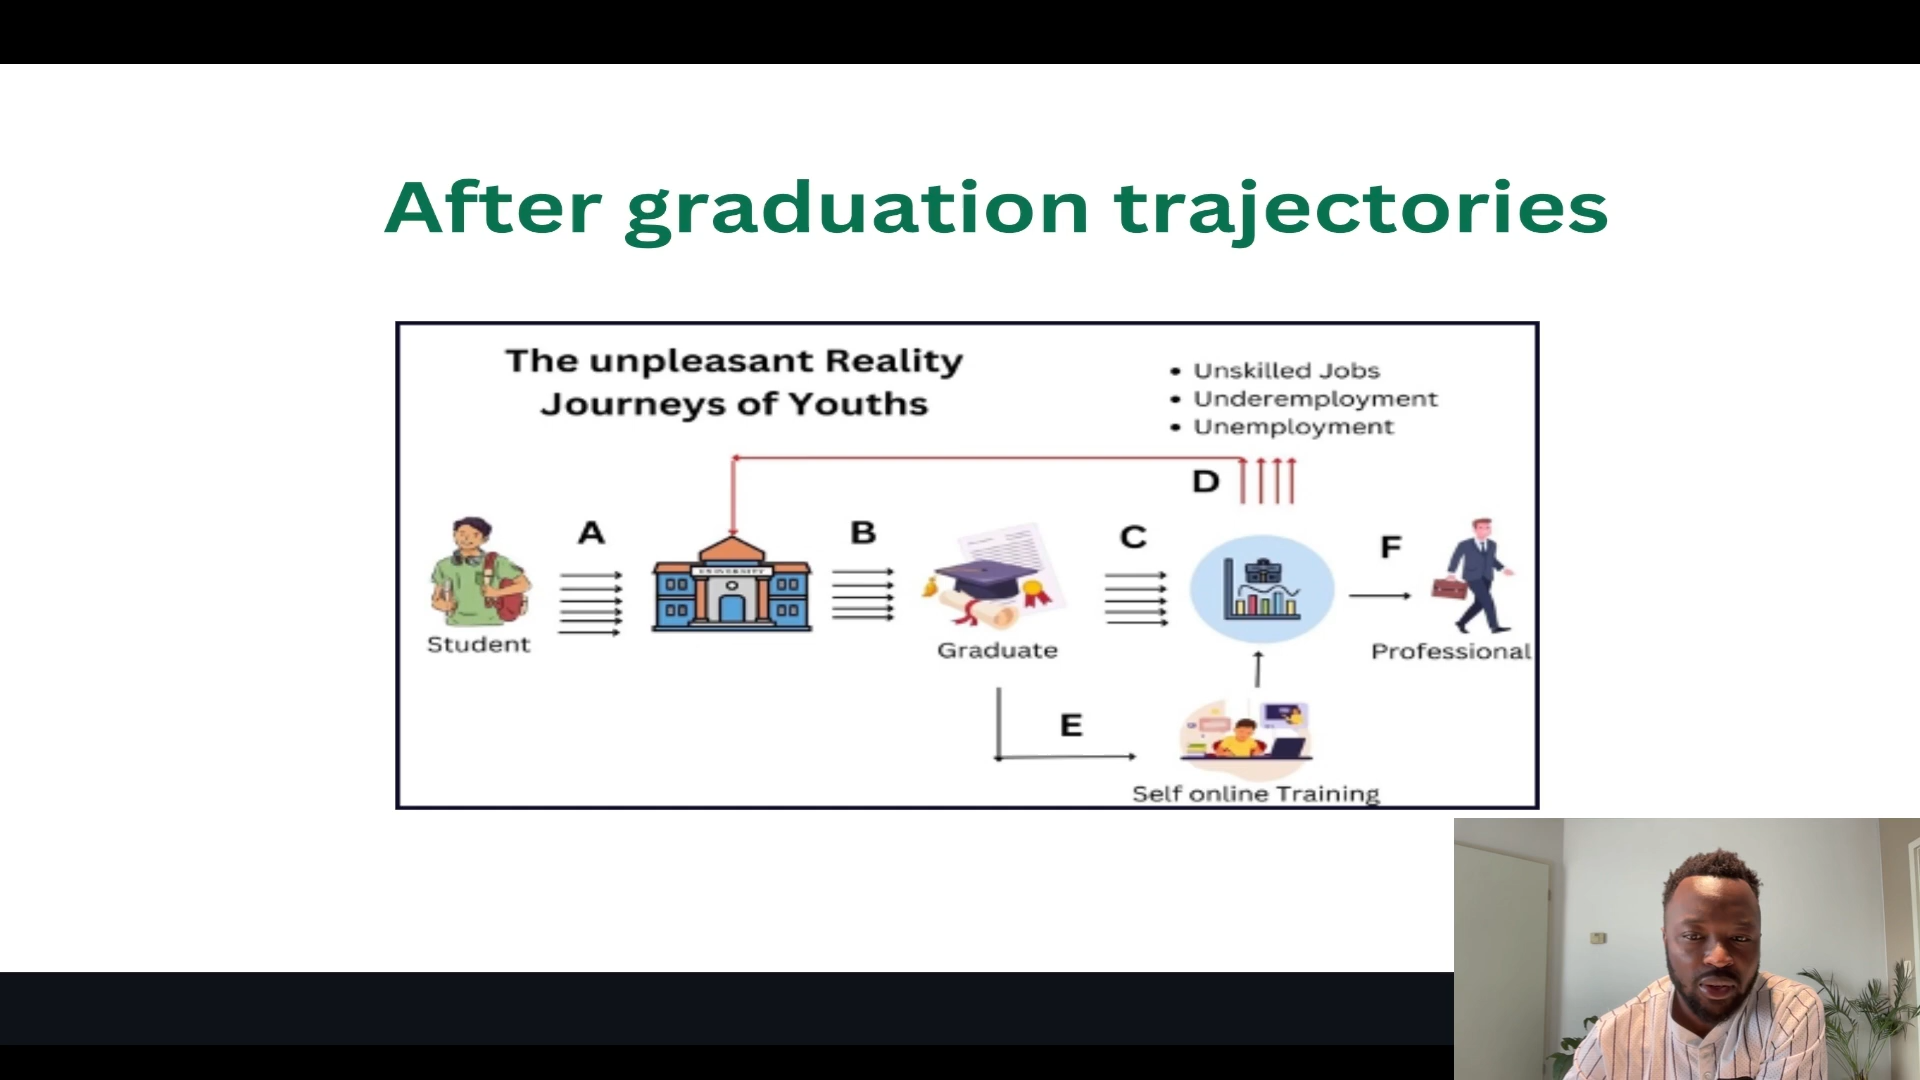 After graduation trajectories
The unpleasant Reality
Journeys of Youths
• Unskilled Jobs
• Underemployment
• Unemployment
D
A
B
C
F
UNIVERSITY
Student
Graduate
Professional
E
Self online Training